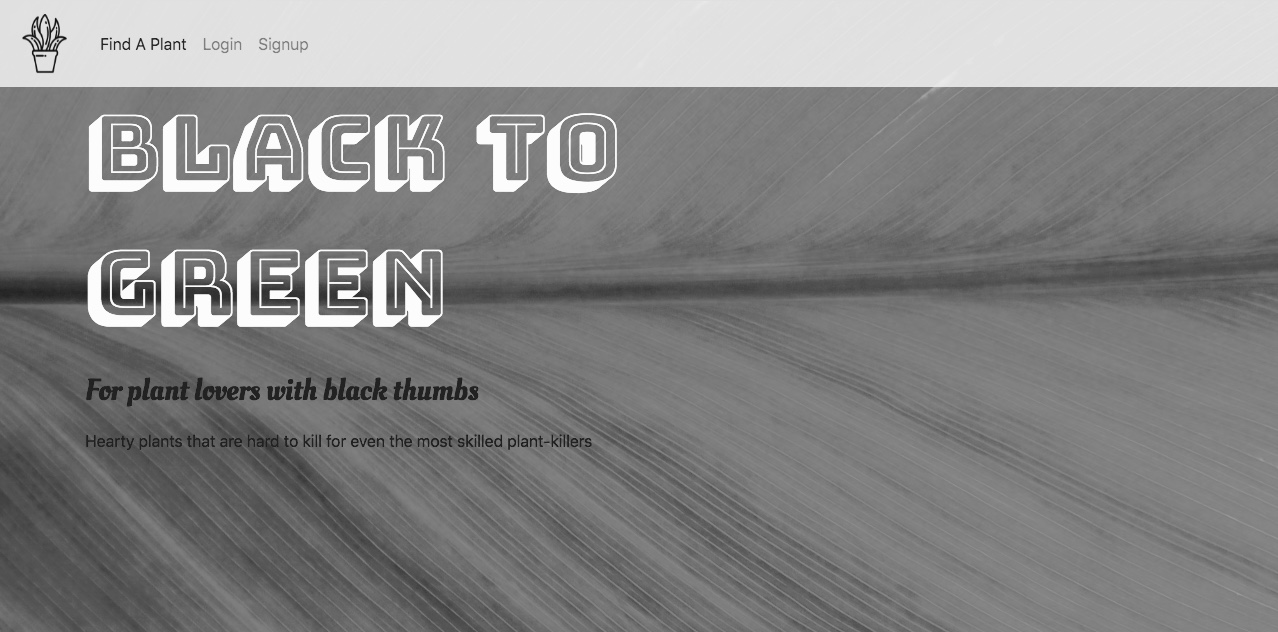 Find A Plant Login Signup
BLACK TO
GREEN
For plant lovers with black thumbs
Hearty plants that are hard to kill for even the most skilled plant-killers